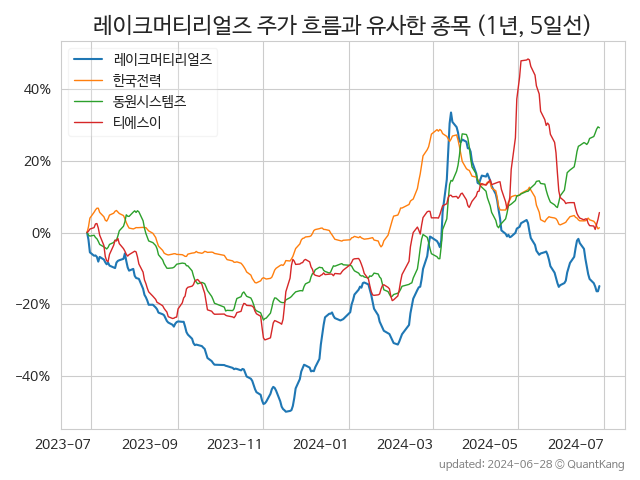 레이크머티리얼즈 주가 흐름과 유사한 종목 (1년, 5일선)
레이크머티리얼즈
한국전력
동원시스템즈
티에스이
40%
20%
0%
−20%
−40%
2023-07 2023-09 2023-11 2024-01 2024-03 2024-05 2024-07
updated: 2024-06-28 ⓒ QuantKang